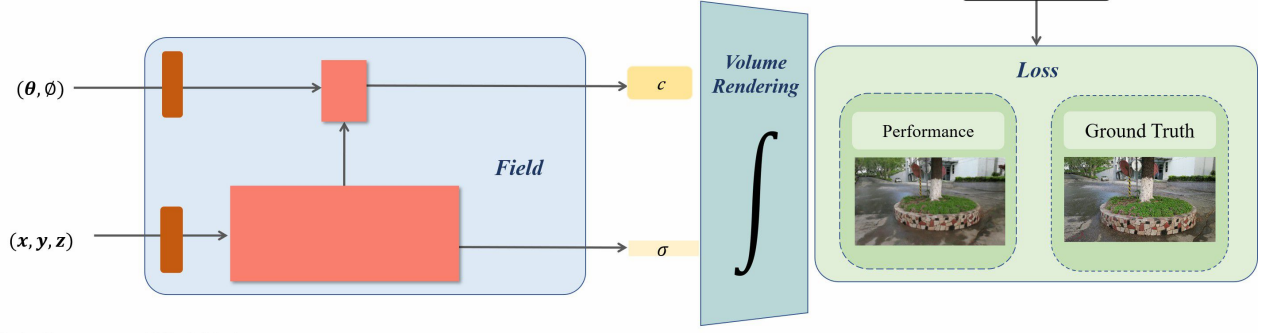 (θ, ∅)
(x, y, z)
Field
c
σ
Volume
Rendering
∫
Loss
Performance
Ground Truth